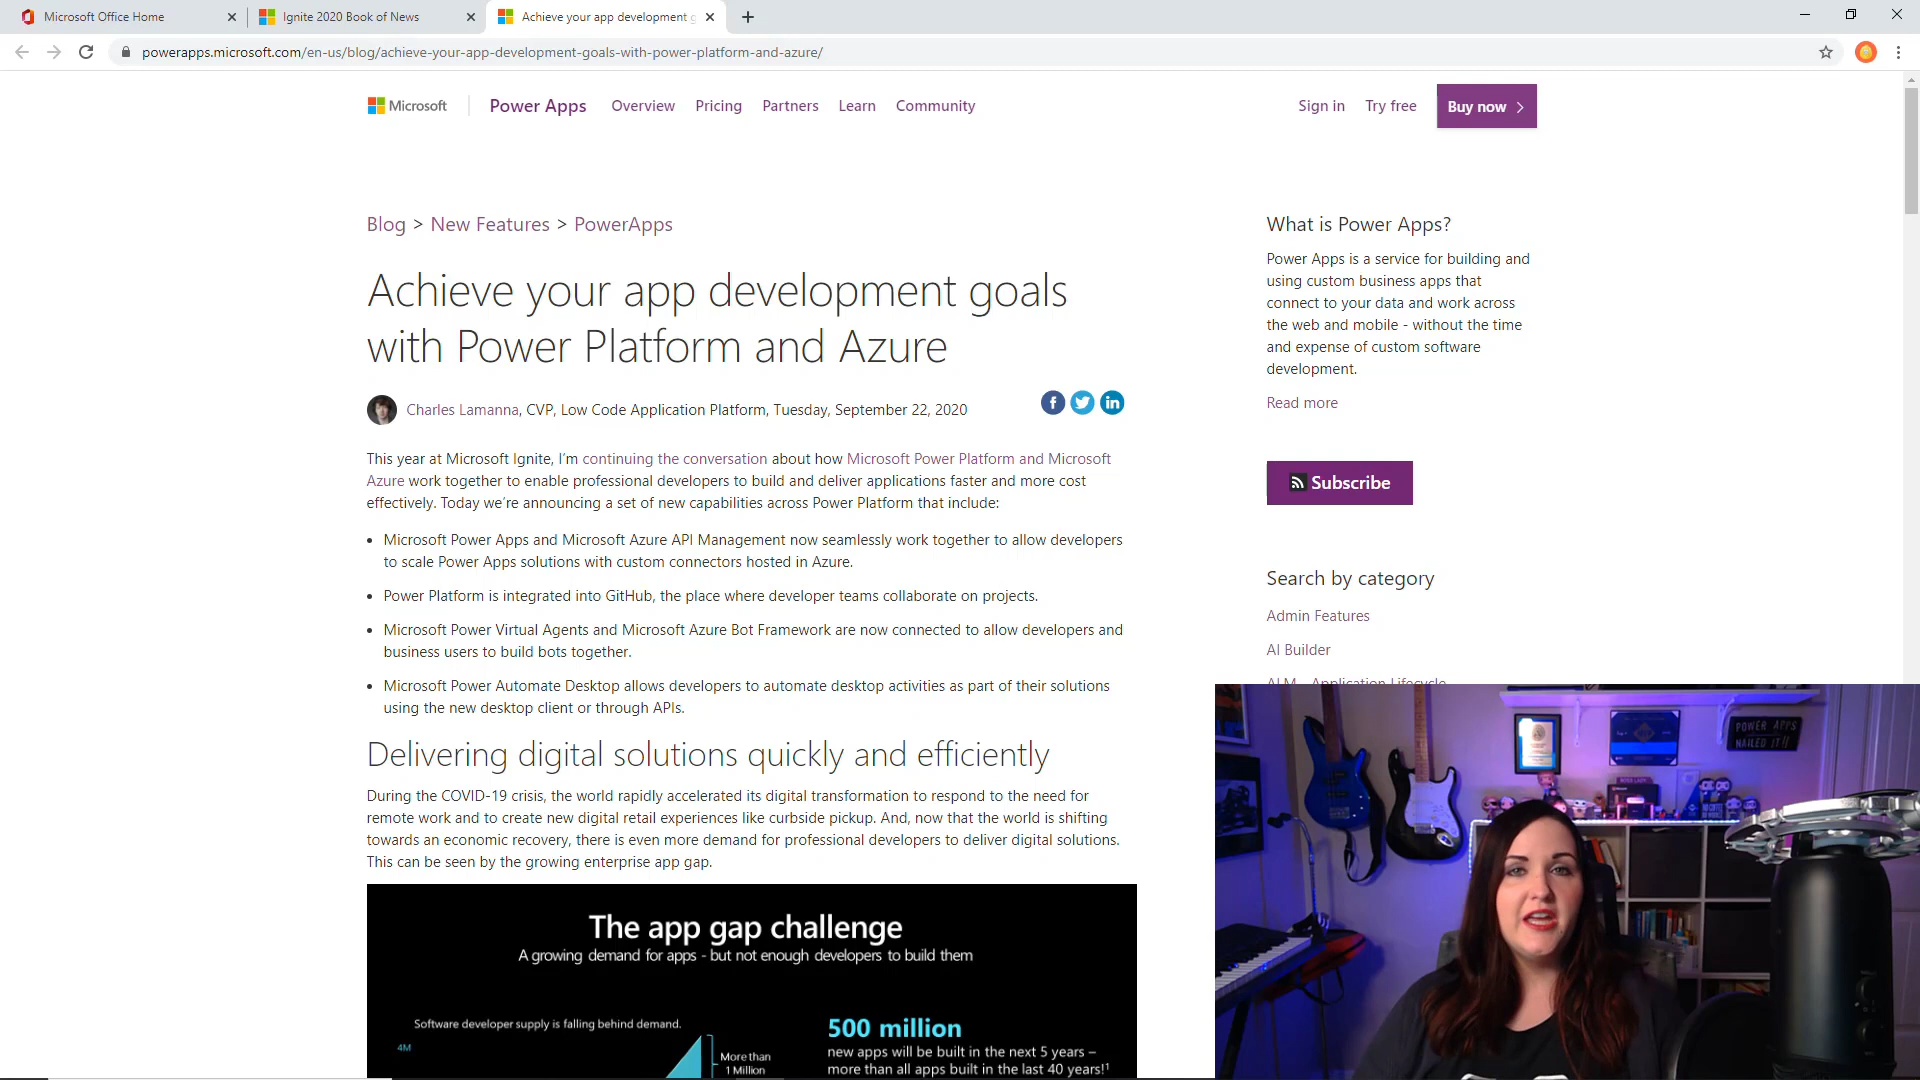 Microsoft Office Home
Ignite 2020 Book of News
Achieve your app development g
powerapps.microsoft.com/en-us/blog/achieve-your-app-development-goals-with-power-platform-and-azure/
Microsoft
Power Apps
Overview
Pricing
Partners
Learn
Community
Sign in
Try free
Buy now
Blog > New Features > PowerApps
Achieve your app development goals
with Power Platform and Azure
Charles Lamanna, CVP, Low Code Application Platform, Tuesday, September 22, 2020
This year at Microsoft Ignite, I'm continuing the conversation about how Microsoft Power Platform and Microsoft
Azure work together to enable professional developers to build and deliver applications faster and more cost
effectively. Today we're announcing a set of new capabilities across Power Platform that include:
• Microsoft Power Apps and Microsoft Azure API Management now seamlessly work together to allow developers
to scale Power Apps solutions with custom connectors hosted in Azure.
• Power Platform is integrated into GitHub, the place where developer teams collaborate on projects.
• Microsoft Power Virtual Agents and Microsoft Azure Bot Framework are now connected to allow developers and
business users to build bots together.
• Microsoft Power Automate Desktop allows developers to automate desktop activities as part of their solutions
using the new desktop client or through APIs.
Delivering digital solutions quickly and efficiently
During the COVID-19 crisis, the world rapidly accelerated its digital transformation to respond to the need for
remote work and to create new digital retail experiences like curbside pickup. And, now that the world is shifting
towards an economic recovery, there is even more demand for professional developers to deliver digital solutions.
This can be seen by the growing enterprise app gap.
The app gap challenge
A growing demand for apps - but not enough developers to build them
Software developer supply is falling behind demand.
4M
More than
1 Million
500 million
new apps will be built in the next 5 years –
more than all apps built in the last 40 years!¹
What is Power Apps?
Power Apps is a service for building and
using custom business apps that
connect to your data and work across
the web and mobile - without the time
and expense of custom software
development.
Read more
Subscribe
Search by category
Admin Features
AI Builder
ALM - Application Lifecycle
POWER APPS
NAILED IT!!